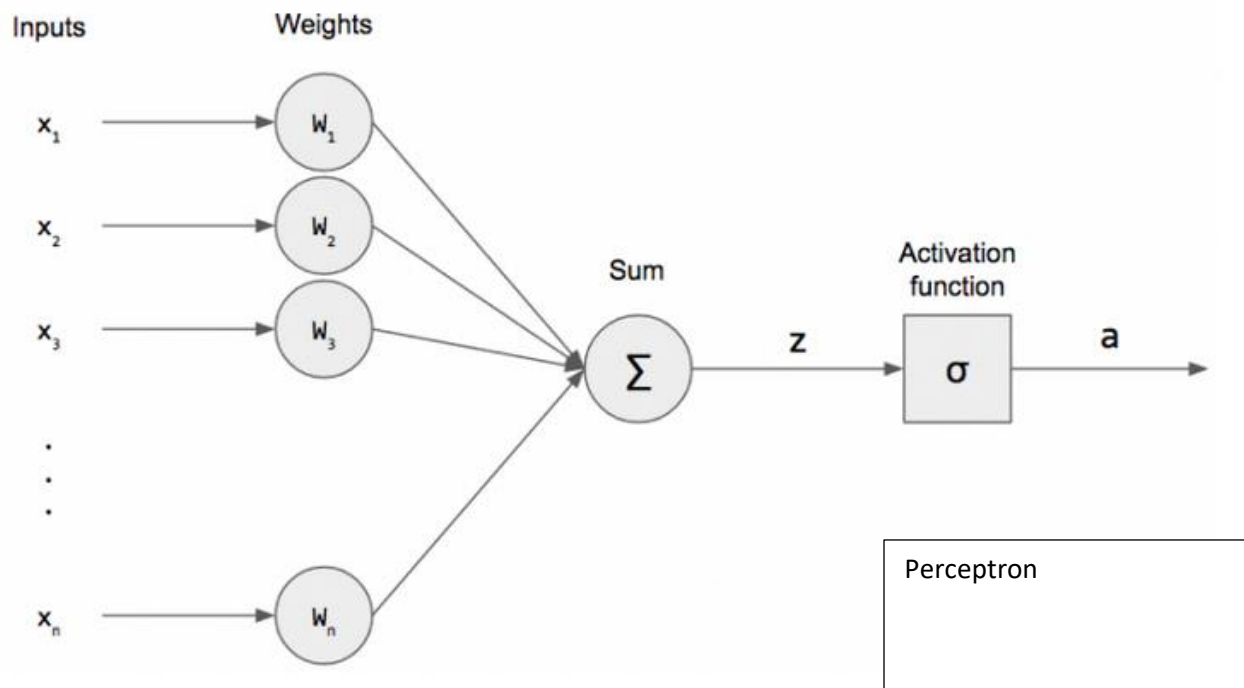 Inputs
Weights
x₁
W₁
x₂
W₂
x₃
W₃
Sum
Σ
z
Activation
function
σ
a
.
.
.
xₙ
Wₙ
Perceptron